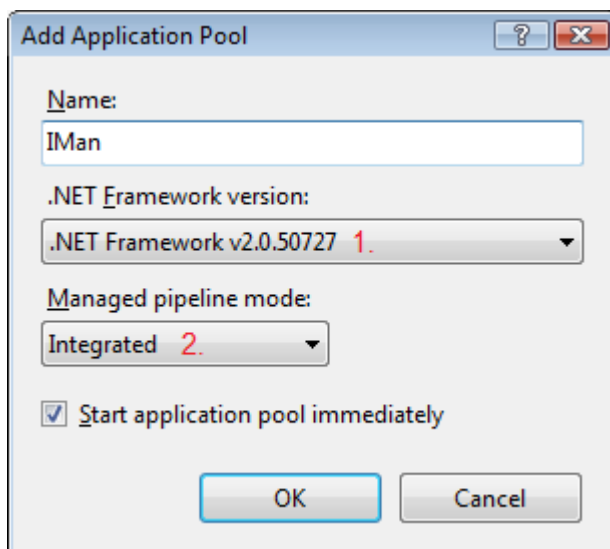 Add Application Pool
Name:
IMan
.NET Framework version:
.NET Framework v2.0.50727 1.
Managed pipeline mode:
Integrated 2.
Start application pool immediately
OK Cancel